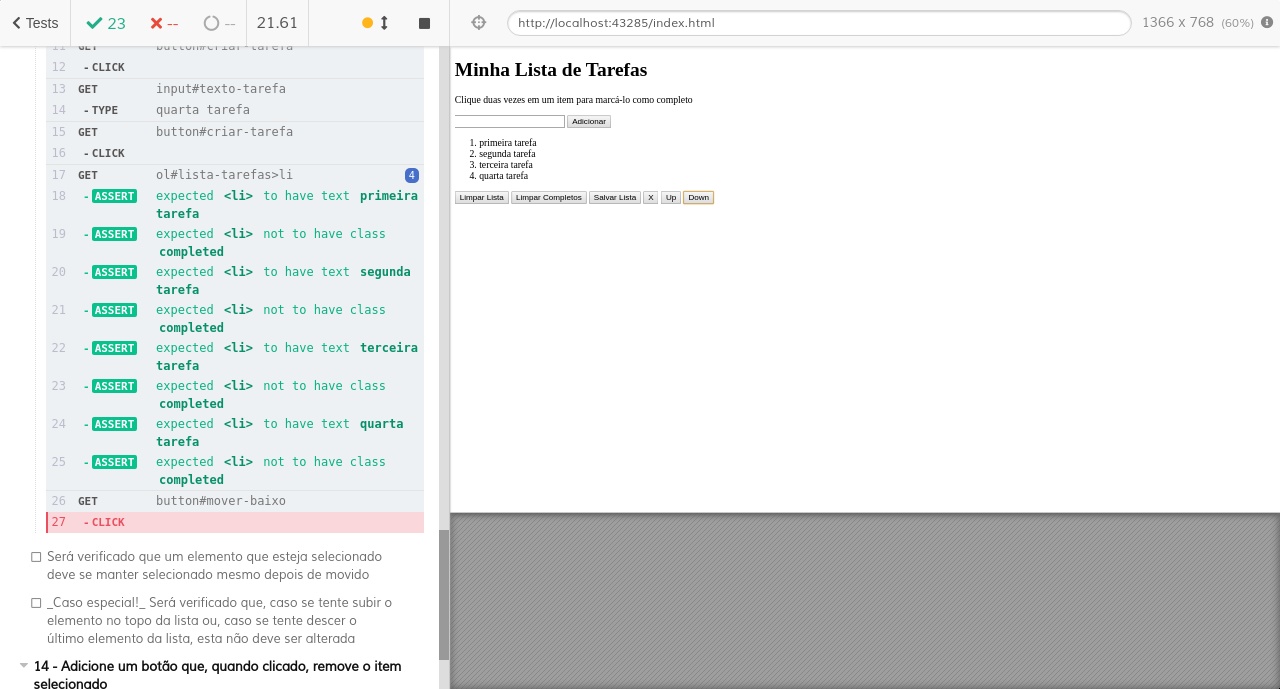 Tests
23
--
--
21.61
http://localhost:43285/index.html
1366 x 768 (60%)
11 GET button#criar-tarefa
12 - CLICK
13 GET input#texto-tarefa
14 - TYPE quarta tarefa
15 GET button#criar-tarefa
16 - CLICK
17 GET ol#lista-tarefas>li 4
18 - ASSERT expected <li> to have text primeira
tarefa
19 - ASSERT expected <li> not to have class
completed
20 - ASSERT expected <li> to have text segunda
tarefa
21 - ASSERT expected <li> not to have class
completed
22 - ASSERT expected <li> to have text terceira
tarefa
23 - ASSERT expected <li> not to have class
completed
24 - ASSERT expected <li> to have text quarta
tarefa
25 - ASSERT expected <li> not to have class
completed
26 GET button#mover-baixo
27 - CLICK
Será verificado que um elemento que esteja selecionado
deve se manter selecionado mesmo depois de movido
_Caso especial!_ Será verificado que, caso se tente subir o
elemento no topo da lista ou, caso se tente descer o
último elemento da lista, esta não deve ser alterada
14 - Adicione um botão que, quando clicado, remove o item
selecionado
Minha Lista de Tarefas
Clique duas vezes em um item para marcá-lo como completo
Adicionar
1. primeira tarefa
2. segunda tarefa
3. terceira tarefa
4. quarta tarefa
Limpar Lista Limpar Completos Salvar Lista X Up Down